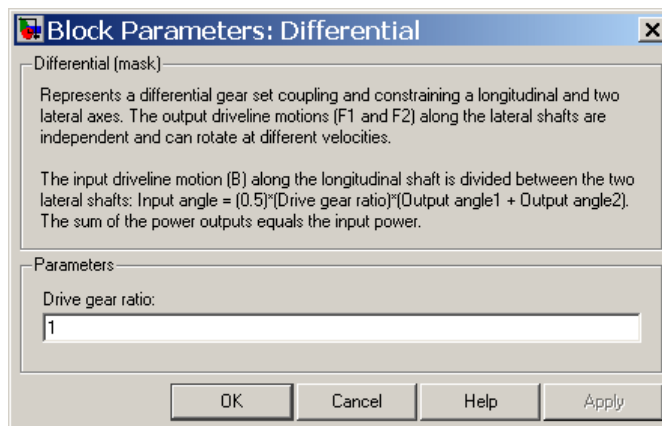 Block Parameters: Differential
Differential (mask)
Represents a differential gear set coupling and constraining a longitudinal and two
lateral axes. The output driveline motions (F1 and F2) along the lateral shafts are
independent and can rotate at different velocities.
The input driveline motion (B) along the longitudinal shaft is divided between the two
lateral shafts: Input angle = (0.5)*(Drive gear ratio)*(Output angle1 + Output angle2).
The sum of the power outputs equals the input power.
Parameters
Drive gear ratio:
1
OK Cancel Help Apply